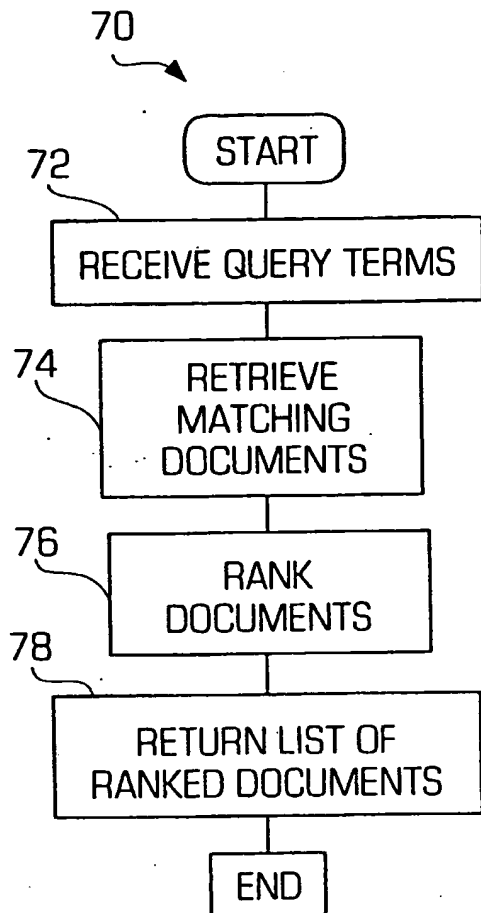 70
START
72
RECEIVE QUERY TERMS
74
RETRIEVE
MATCHING
DOCUMENTS
76
RANK
DOCUMENTS
78
RETURN LIST OF
RANKED DOCUMENTS
END